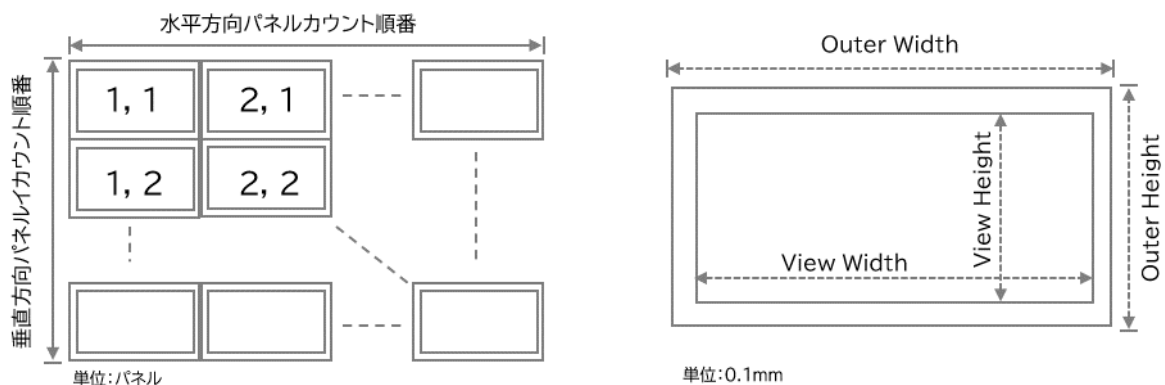 水平方向パネルカウント順番
垂直方向パネルイカウント順番
1, 1
2, 1
1, 2
2, 2
単位:パネル
Outer Width
Outer Height
View Height
View Width
単位:0.1mm